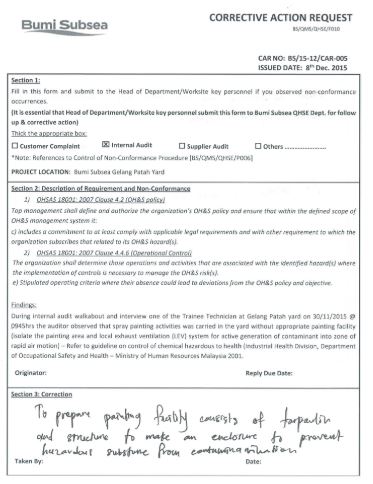 Bumi Subsea
CORRECTIVE ACTION REQUEST
BS/QMS/QHSE/F010
CAR NO: BS/15-12/CAR-005
ISSUED DATE: 8th Dec. 2015
Section 1:
Fill in this form and submit to the Head of Department/Worksite key personnel if you observed non-conformance
occurrences.
(It is essential that Head of Department/Worksite key personnel submit this form to Bumi Subsea QHSE Dept. for follow
up & corrective action)
Thick the appropriate box:
☐ Customer Complaint ☒ Internal Audit ☐ Supplier Audit ☐ Others ......................
*Note: References to Control of Non-Conformance Procedure [BS/QMS/QHSE/P006]
PROJECT LOCATION: Bumi Subsea Gelang Patah Yard
Section 2: Description of Requirement and Non-Conformance
1) OHSAS 18001: 2007 Clause 4.2 (OH&S policy)
Top management shall define and authorize the organization's OH&S policy and ensure that within the defined scope of
OH&S management system it:
c) includes a commitment to at least comply with applicable legal requirements and with other requirement to which the
organization subscribes that related to its OH&S hazard(s).
2) OHSAS 18001: 2007 Clause 4.4.6 (Operational Control)
The organization shall determine those operations and activities that are associated with the identified hazard(s) where
the implementation of controls is necessary to manage the OH&S risk(s).
e) Stipulated operating criteria where their absence could lead to deviations from the OH&S policy and objective.
Findings:
During internal audit walkabout and interview one of the Trainee Technician at Gelang Patah yard on 30/11/2015 @
0945hrs the auditor observed that spray painting activities was carried in the yard without appropriate painting facility
(isolate the painting area and local exhaust ventilation (LEV) system for active generation of contaminant into zone of
rapid air motion) – Refer to guideline on control of chemical hazardous to health (Industrial Health Division, Department
of Occupational Safety and Health – Ministry of Human Resources Malaysia 2001.
Originator: Reply Due Date:
Section 3: Correction
To prepare painting facility consists of tarpaulin
and structure to make an enclosure to prevent
hazardous substune from contamination
Taken By: Date: